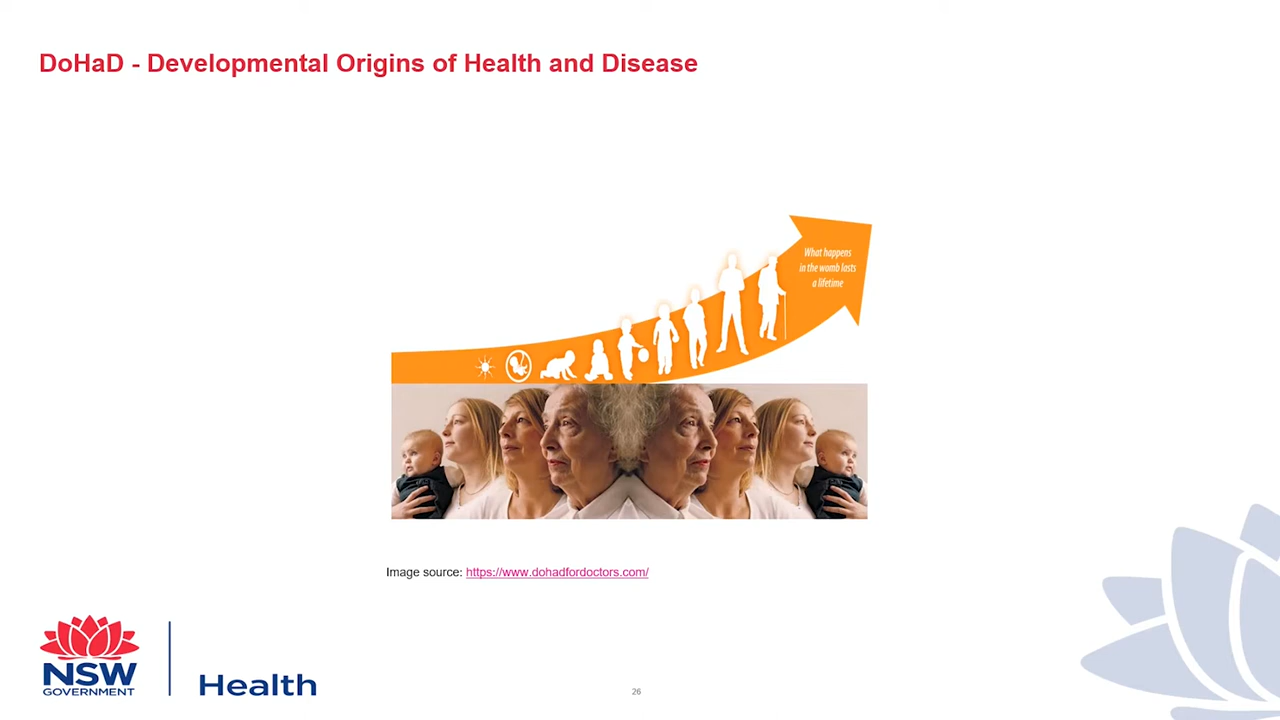 DoHaD - Developmental Origins of Health and Disease
What happens
in the womb lasts
a lifetime
Image source: https://www.dohadfordoctors.com/
NSW
GOVERNMENT
Health
26